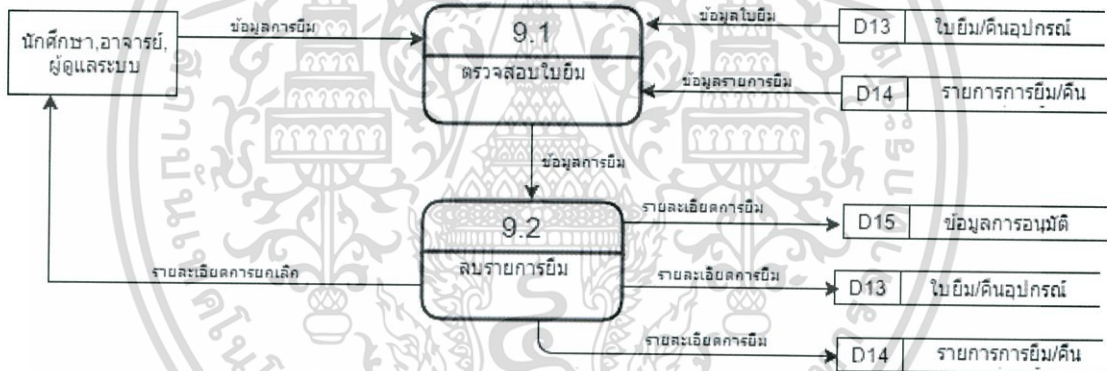 นักศึกษา,อาจารย์,
ผู้ดูแลระบบ
ข้อมูลการยืม
9.1
ตรวจสอบใบยืม
ข้อมูลใบยืม
D13 ใบยืม/คืนอุปกรณ์
ข้อมูลรายการยืม
D14 รายการการยืม/คืน
ข้อมูลการยืม
9.2
ลบรายการยืม
รายละเอียดการยืม
D15 ข้อมูลการอนุมัติ
รายละเอียดการยกเลิก
รายละเอียดการยืม
D13 ใบยืม/คืนอุปกรณ์
รายละเอียดการยืม
D14 รายการการยืม/คืน